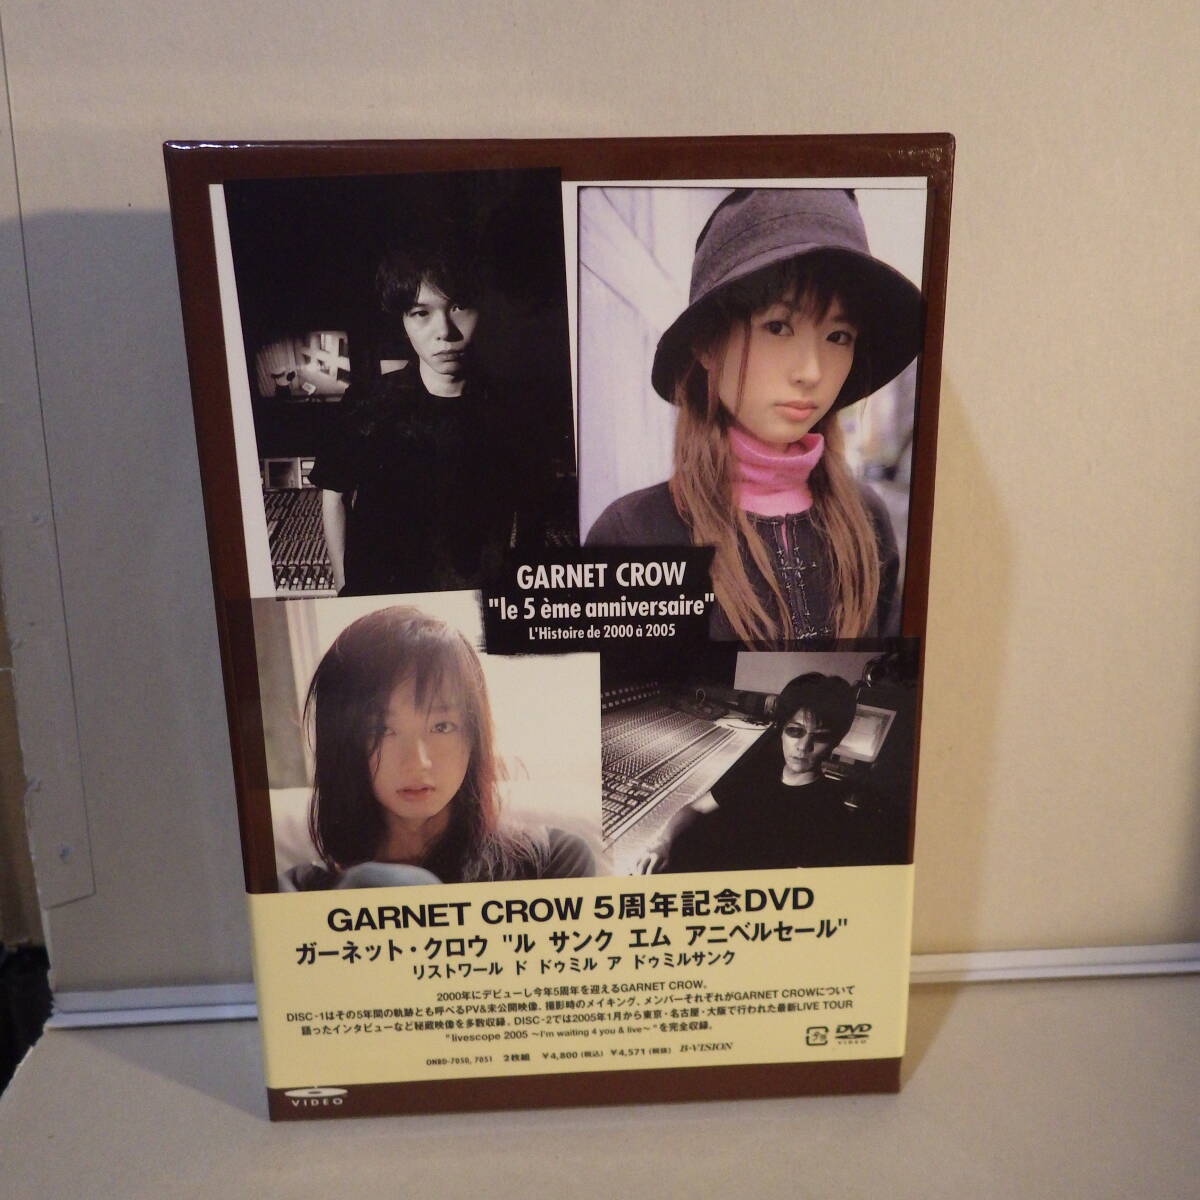 GARNET CROW
"le 5 ème anniversaire"
L'Histoire de 2000 à 2005
GARNET CROW 5周年記念DVD
ガーネット・クロウ "ル サンク エム アニベルセール"
リストワール ド ドゥミル ア ドゥミルサンク
2000年にデビューし今年5周年を迎えるGARNET CROW。
DISC-1はその5年間の軌跡とも呼べるPV&未公開映像、撮影時のメイキング、メンバーそれぞれがGARNET CROWについて
語ったインタビューなど秘蔵映像を多数収録。DISC-2では2005年1月から東京・名古屋・大阪で行われた最新LIVE TOUR
"livescope 2005 〜I'm waiting 4 you & live〜"を完全収録。
ONBD-7050, 7051 2枚組 ¥4,800(税込) ¥4,571(税抜) B-VISION
DVD
VIDEO
VIDEO